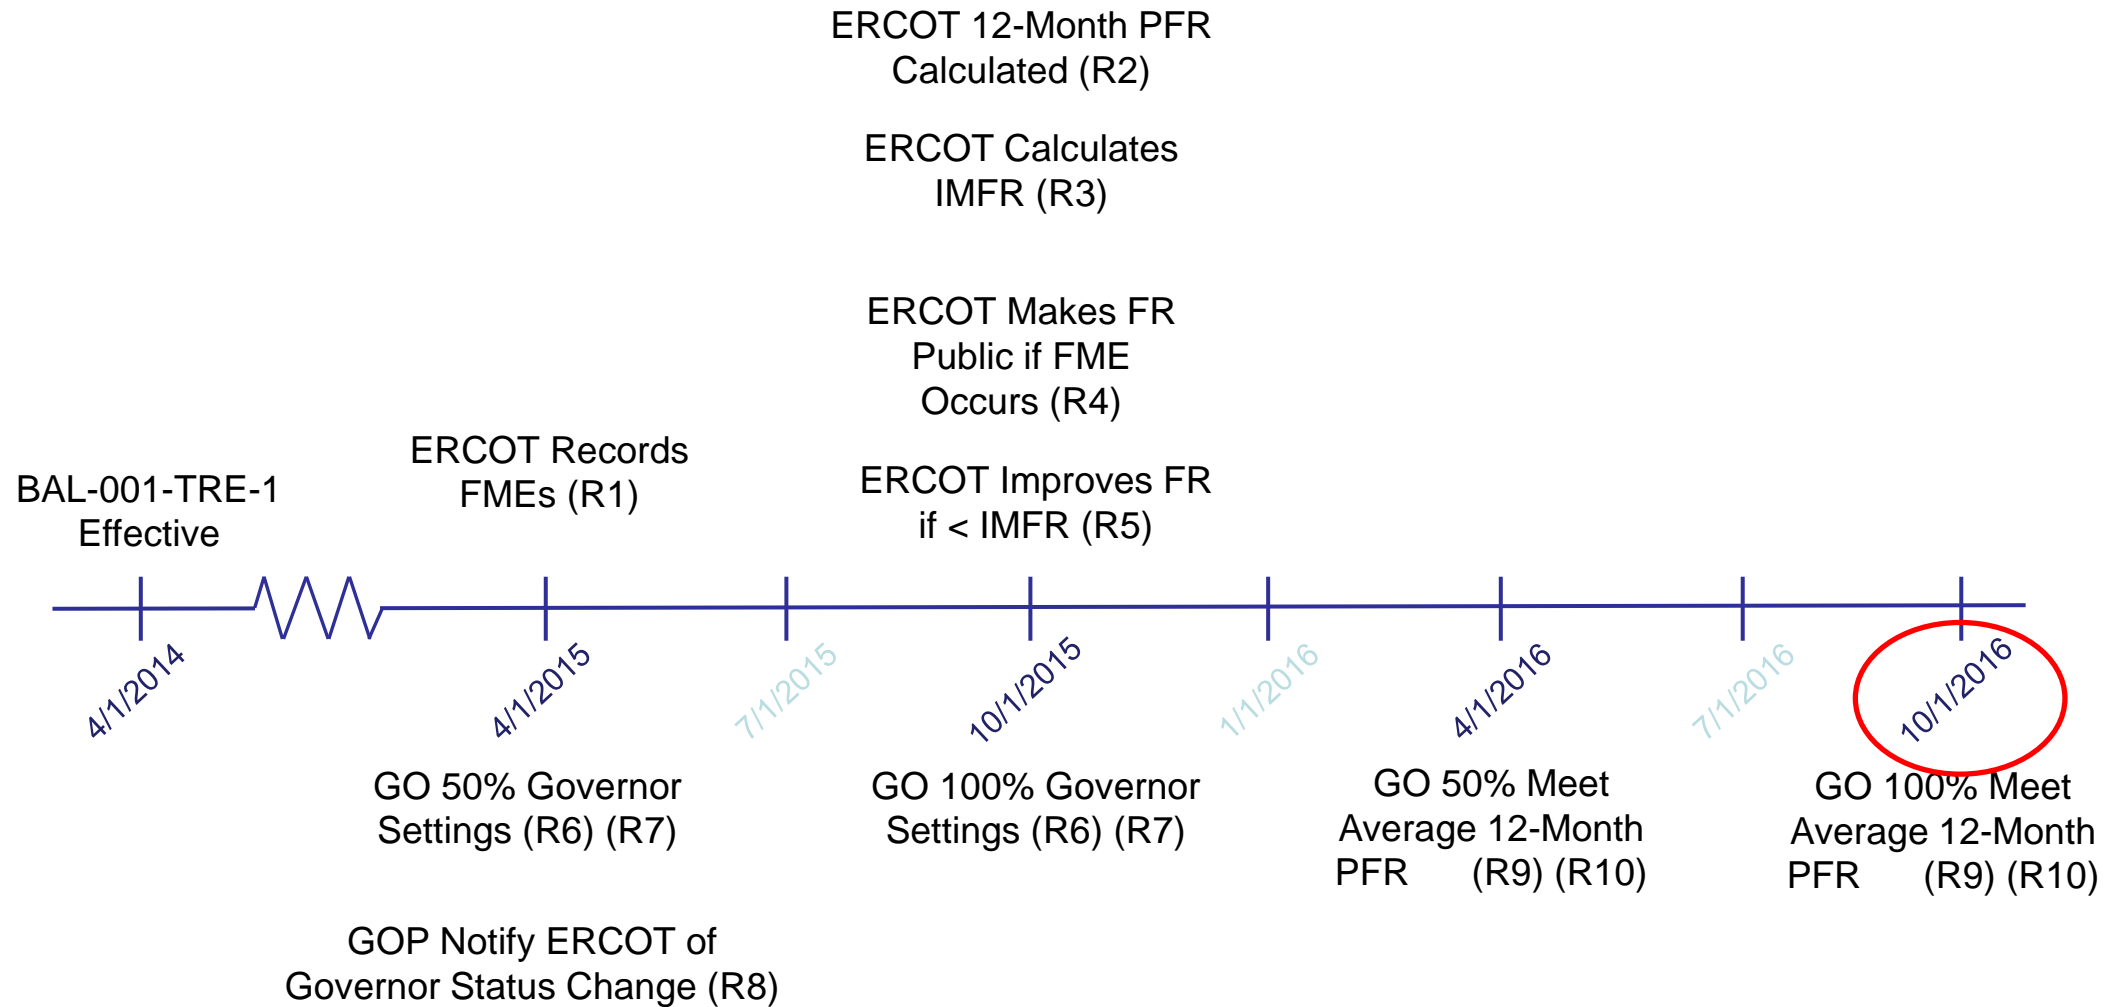 ERCOT 12-Month PFR
Calculated (R2)
ERCOT Calculates
IMFR (R3)
ERCOT Makes FR
Public if FME
Occurs (R4)
ERCOT Records
FMEs (R1)
ERCOT Improves FR
if < IMFR (R5)
BAL-001-TRE-1
Effective
4/1/2014
4/1/2015
7/1/2015
10/1/2015
1/1/2016
4/1/2016
7/1/2016
10/1/2016
GO 50% Governor
Settings (R6) (R7)
GO 100% Governor
Settings (R6) (R7)
GO 50% Meet
Average 12-Month
PFR (R9) (R10)
GO 100% Meet
Average 12-Month
PFR (R9) (R10)
GOP Notify ERCOT of
Governor Status Change (R8)